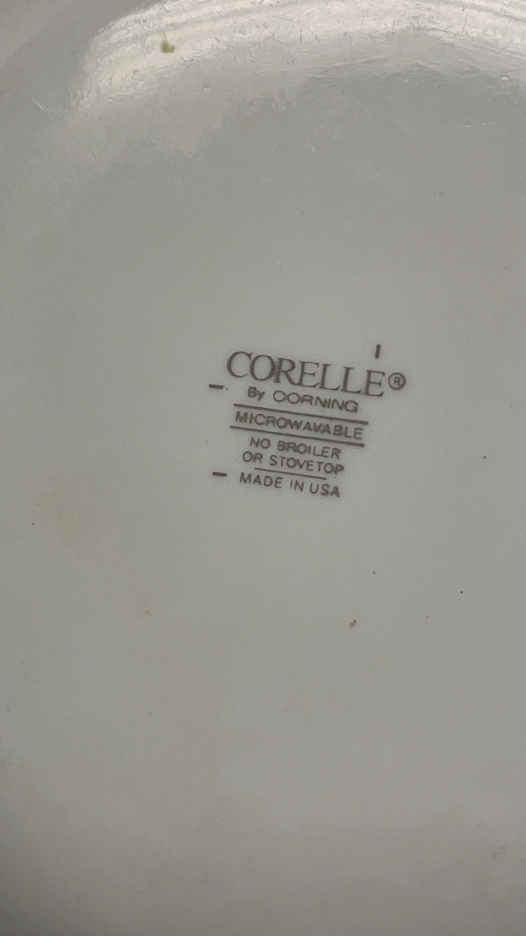 CORELLE®
By CORNING
MICROWAVABLE
NO BROILER
OR STOVETOP
MADE IN USA